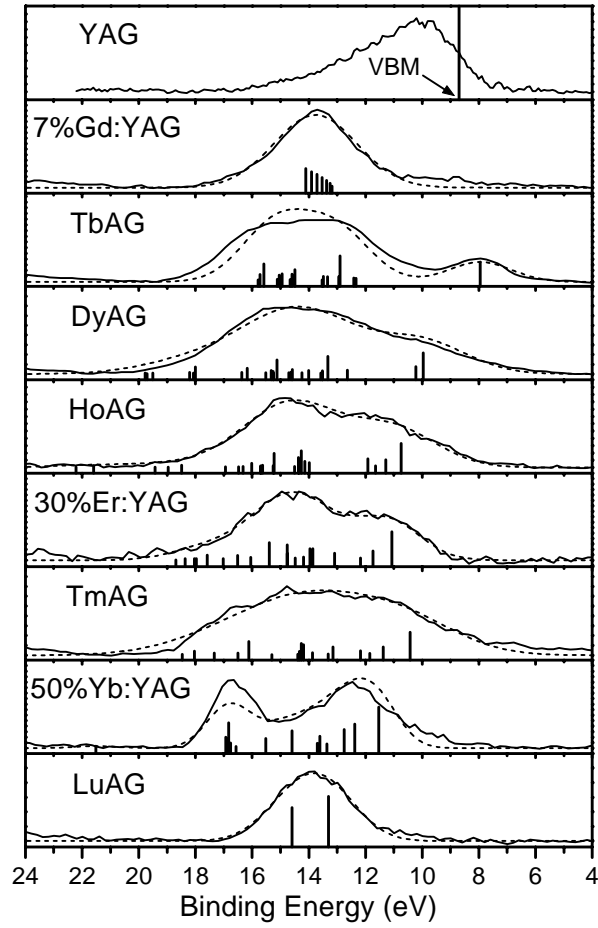 YAG
VBM
7%Gd:YAG
TbAG
DyAG
HoAG
30%Er:YAG
TmAG
50%Yb:YAG
LuAG
24 22 20 18 16 14 12 10 8 6 4
Binding Energy (eV)